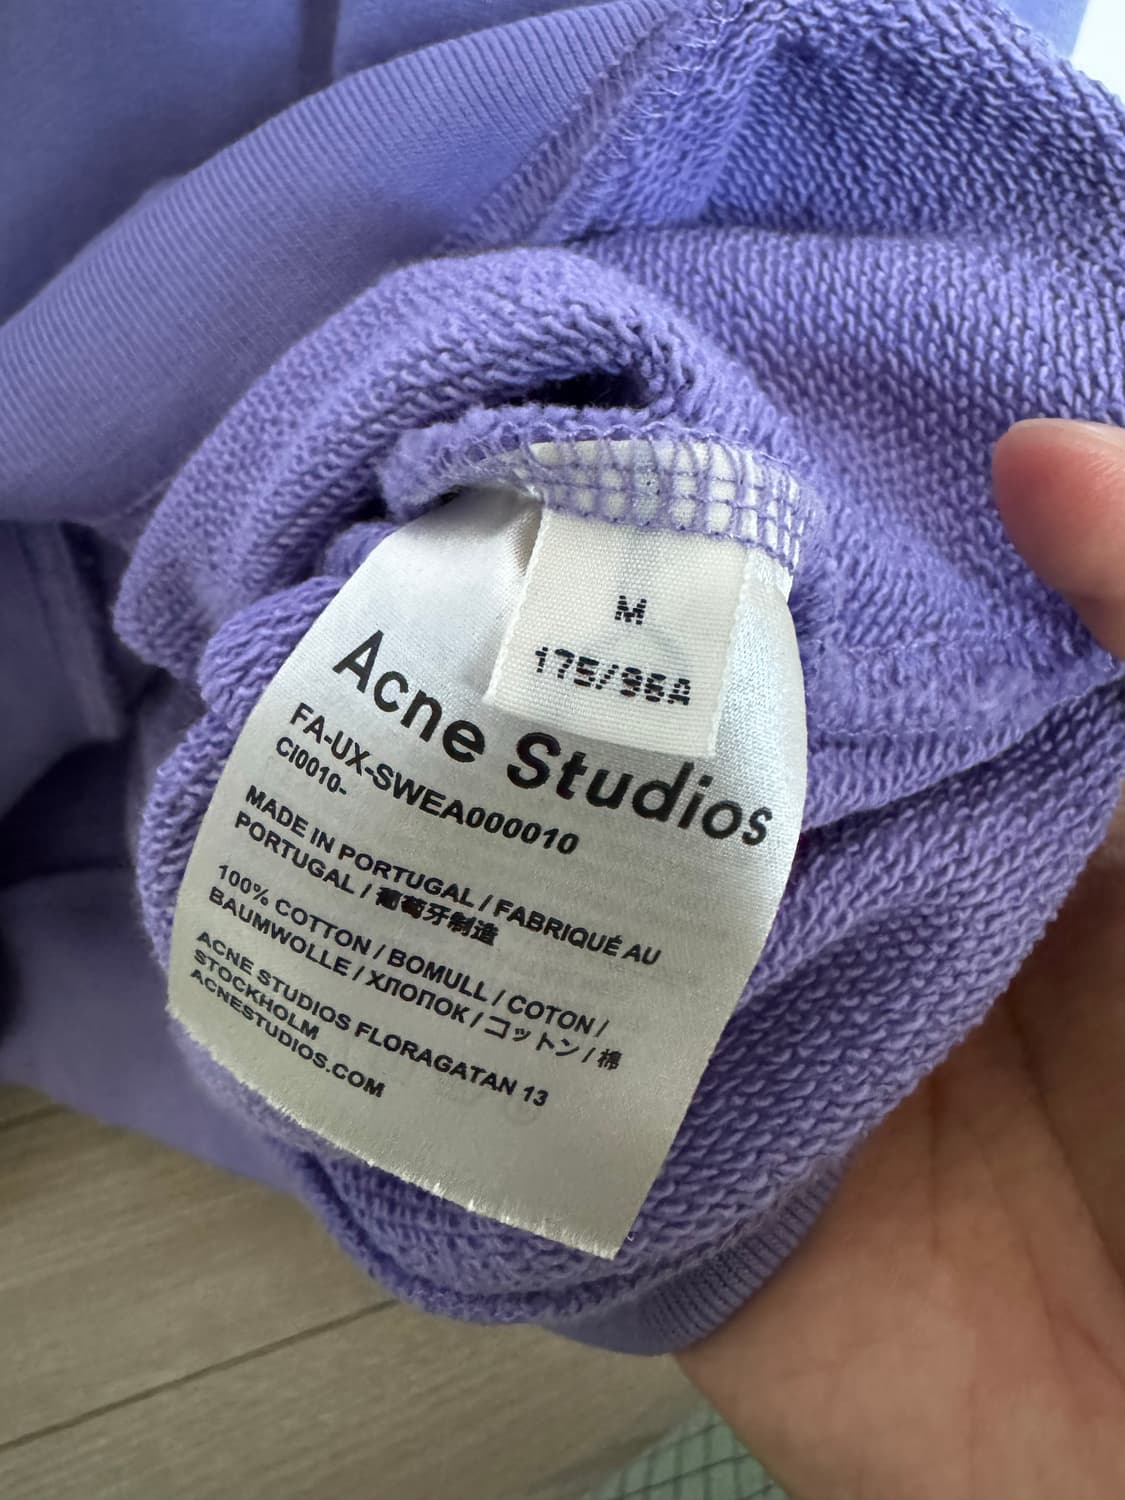 M
175/96A
Acne Studios
FA-UX-SWEA000010
CI0010-
MADE IN PORTUGAL / FABRIQUÉ AU
PORTUGAL / 葡萄牙制造
100% COTTON / BOMULL / COTON /
BAUMWOLLE / ХЛОПОК / コットン / 棉
ACNE STUDIOS FLORAGATAN 13
STOCKHOLM
ACNESTUDIOS.COM